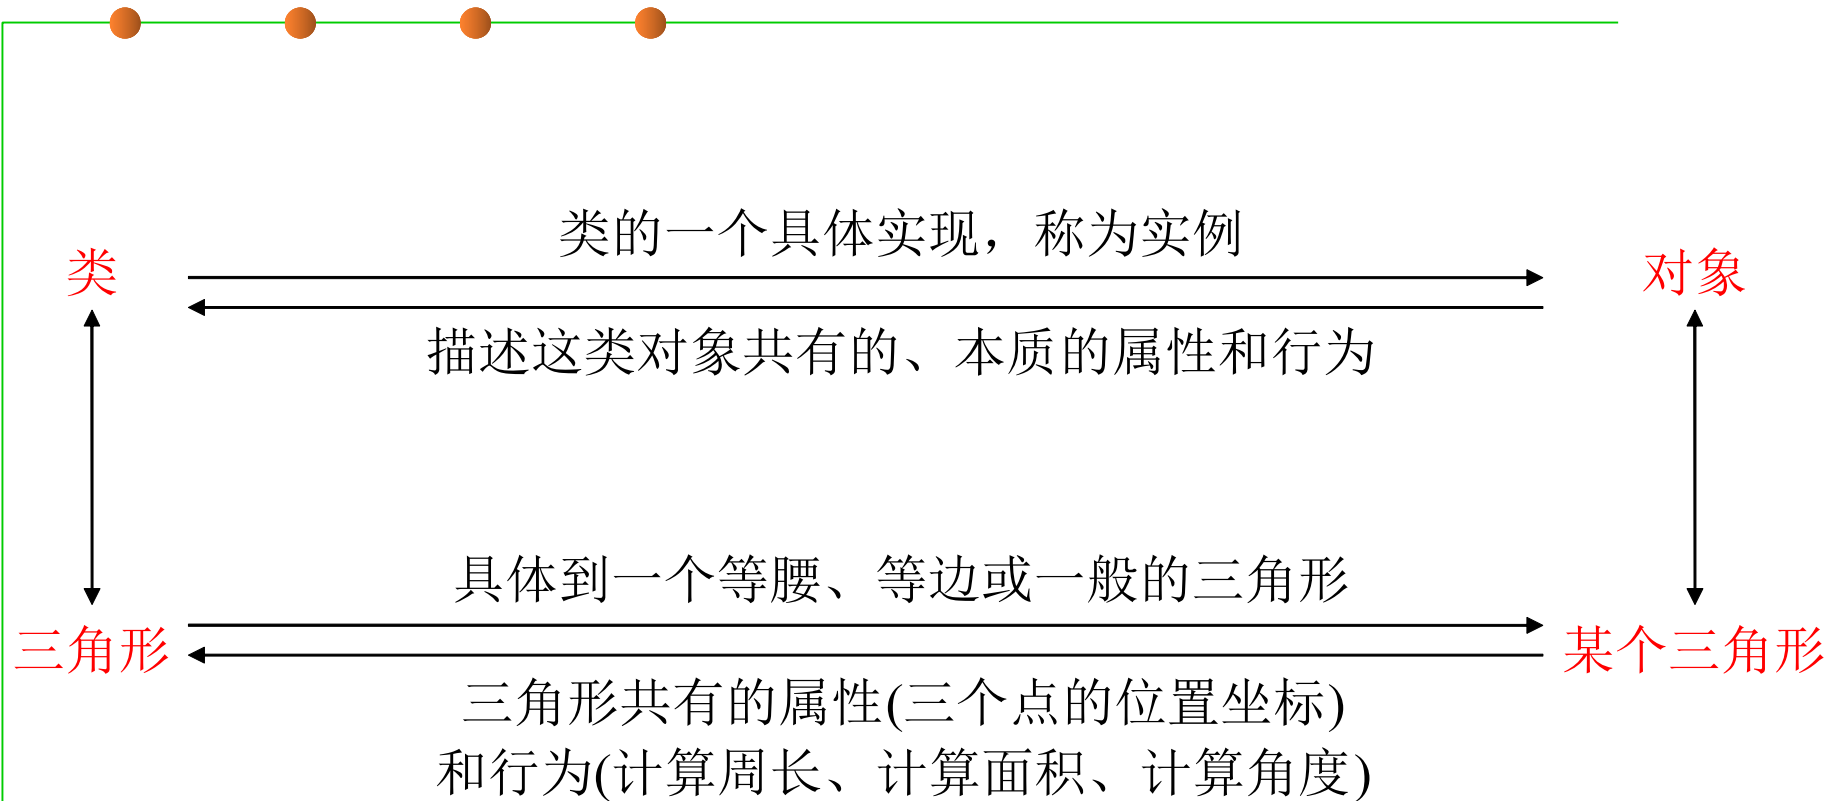 类的一个具体实现，称为实例
类
对象
描述这类对象共有的、本质的属性和行为
具体到一个等腰、等边或一般的三角形
三角形
某个三角形
三角形共有的属性(三个点的位置坐标)
和行为(计算周长、计算面积、计算角度)